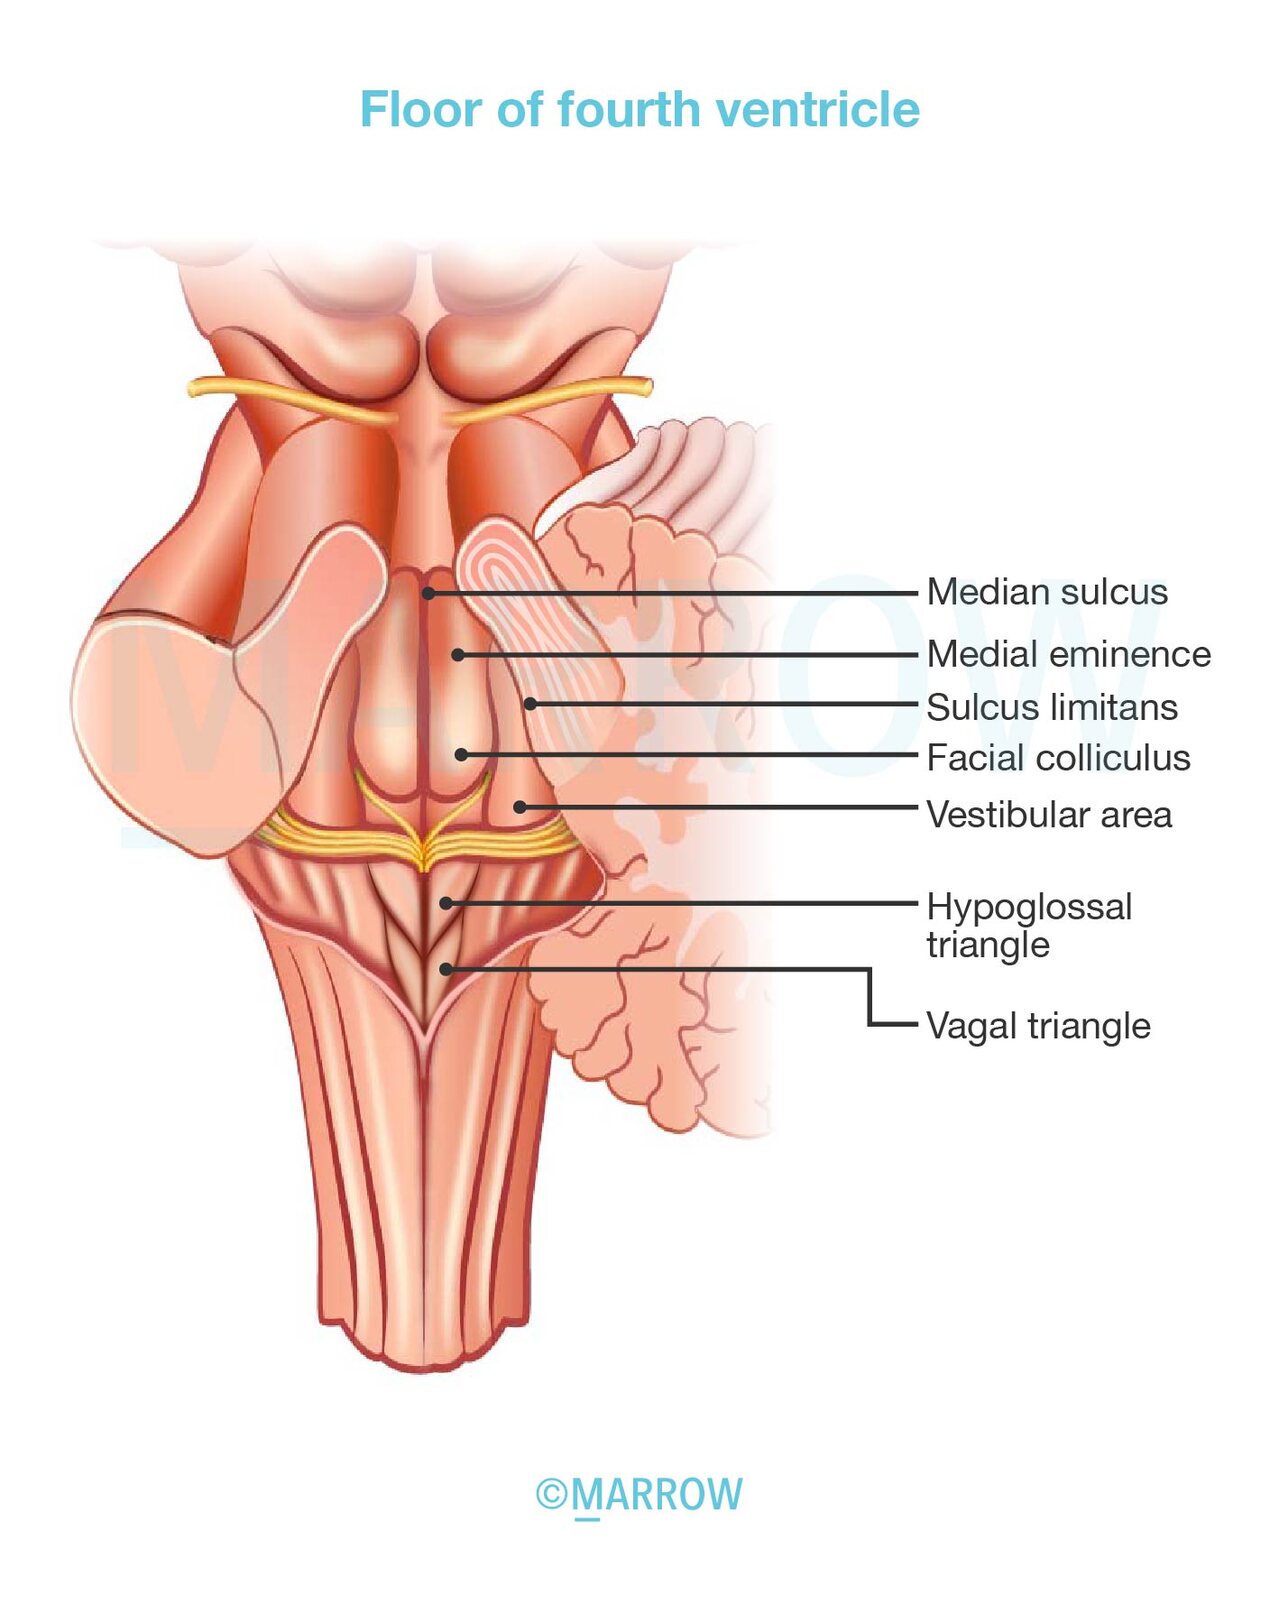 Floor of fourth ventricle
MARROW
Median sulcus
Medial eminence
Sulcus limitans
Facial colliculus
Vestibular area
Hypoglossal
triangle
Vagal triangle
©MARROW